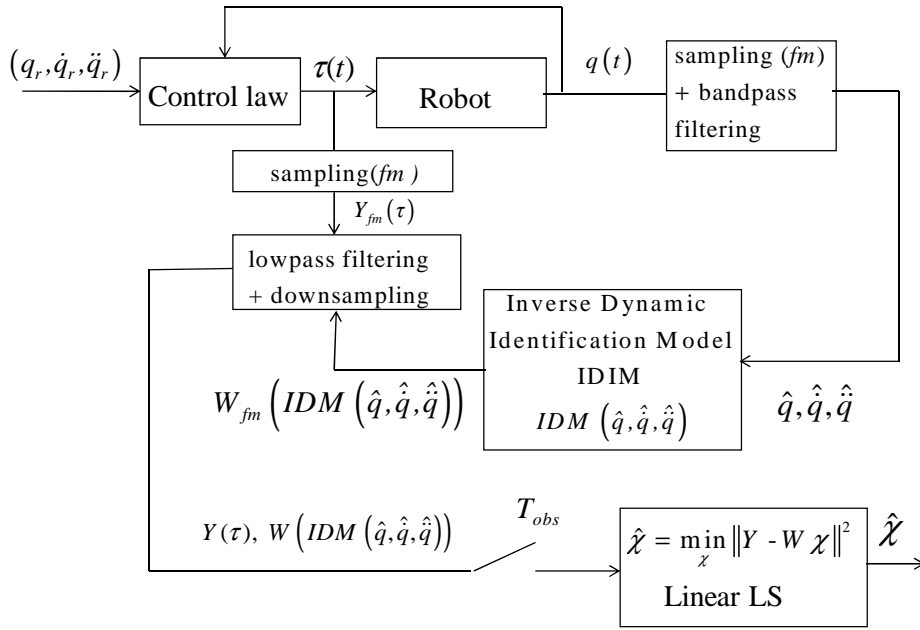 (q_r, q̇_r, q̈_r)
Control law
τ(t)
Robot
q(t)
sampling (fm)
+ bandpass
filtering
sampling(fm)
Y_fm(τ)
lowpass filtering
+ downsampling
Inverse Dynamic
Identification Model
IDIM
IDM (q̂, q̇̂, q̈̂)
W_fm (IDM (q̂, q̇̂, q̈̂))
q̂, q̇̂, q̈̂
Y(τ), W(IDM (q̂, q̇̂, q̈̂))
T_obs
χ̂ = min_χ ‖Y - W χ‖²
Linear LS
χ̂